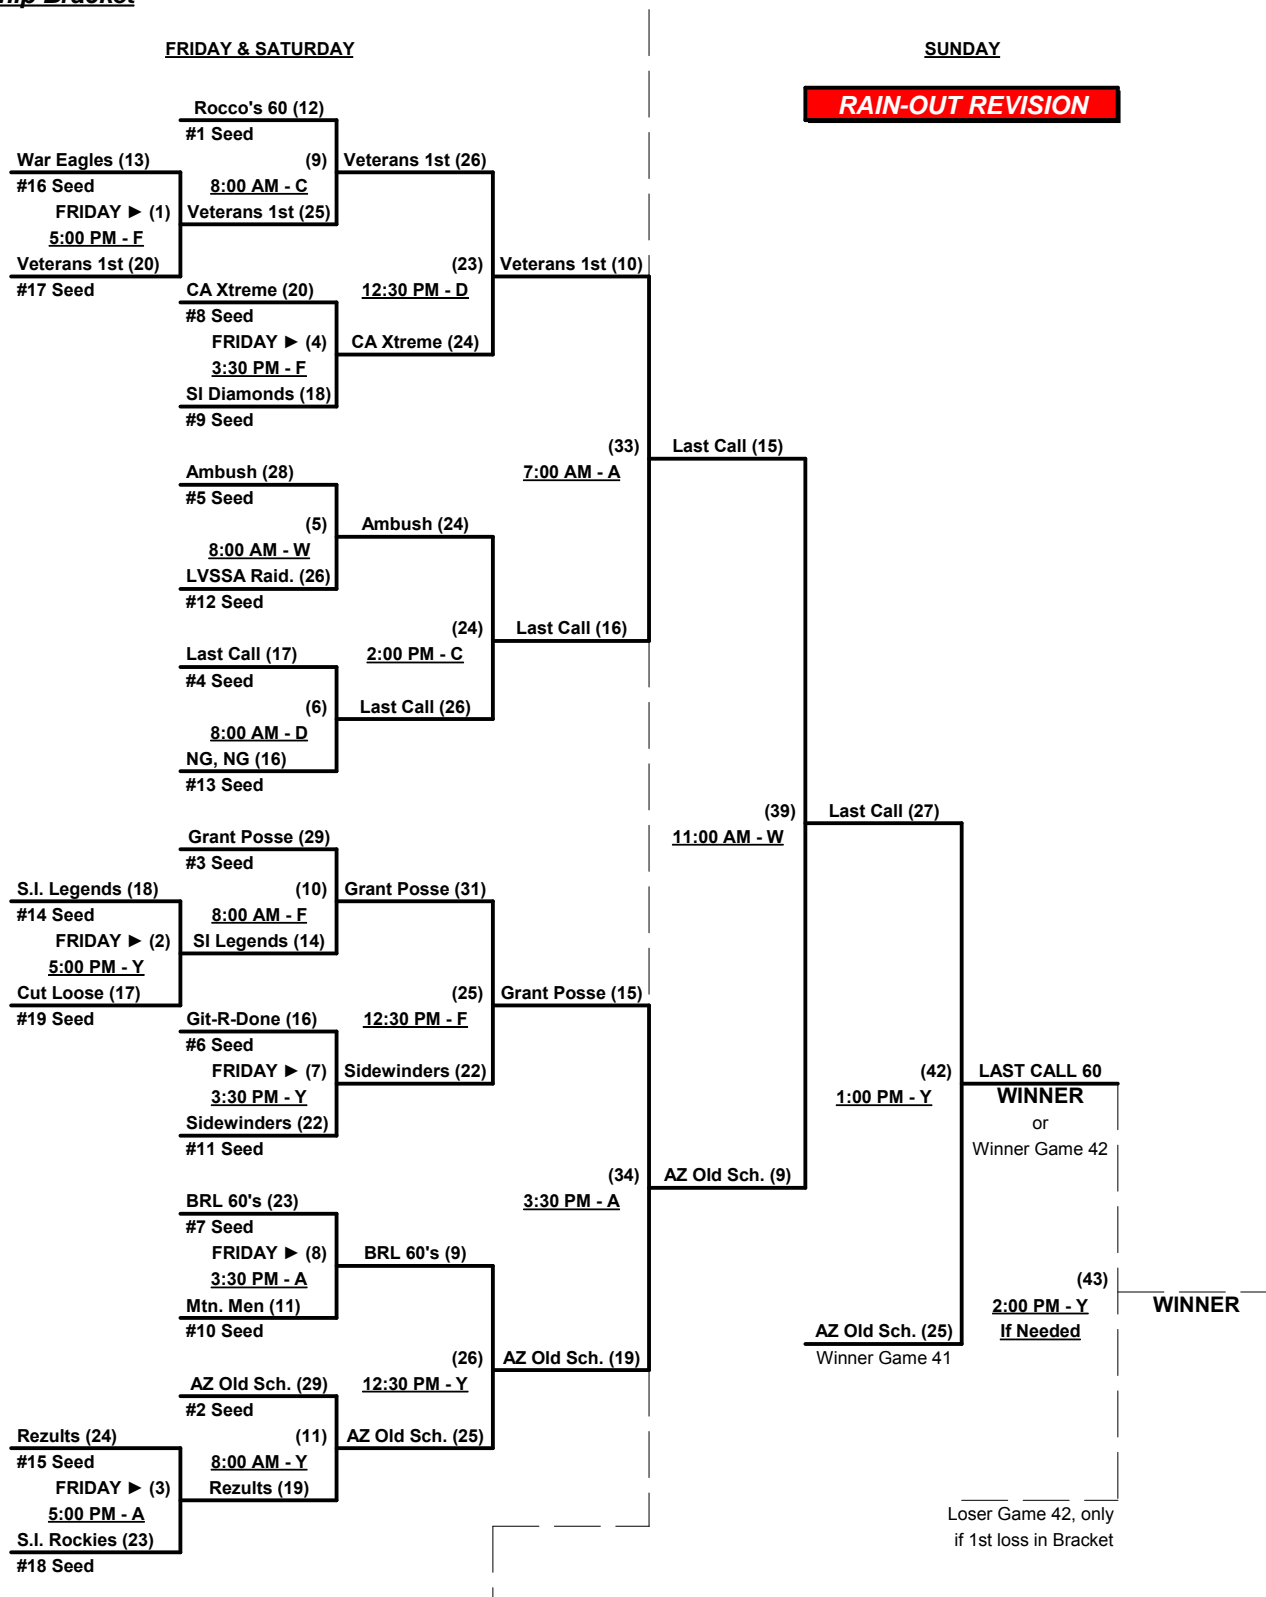 hip Bracket
FRIDAY & SATURDAY
SUNDAY
RAIN-OUT REVISION
Rocco's 60 (12)
#1 Seed
War Eagles (13)
(9)
Veterans 1st (26)
#16 Seed
8:00 AM - C
FRIDAY ► (1)
Veterans 1st (25)
5:00 PM - F
Veterans 1st (20)
(23)
Veterans 1st (10)
#17 Seed
CA Xtreme (20)
12:30 PM - D
#8 Seed
FRIDAY ► (4)
CA Xtreme (24)
3:30 PM - F
SI Diamonds (18)
#9 Seed
(33)
Last Call (15)
Ambush (28)
7:00 AM - A
#5 Seed
(5)
Ambush (24)
8:00 AM - W
LVSSA Raid. (26)
#12 Seed
(24)
Last Call (16)
Last Call (17)
2:00 PM - C
#4 Seed
(6)
Last Call (26)
8:00 AM - D
NG, NG (16)
#13 Seed
(39)
Last Call (27)
Grant Posse (29)
11:00 AM - W
#3 Seed
S.I. Legends (18)
(10)
Grant Posse (31)
#14 Seed
8:00 AM - F
FRIDAY ► (2)
SI Legends (14)
5:00 PM - Y
Cut Loose (17)
(25)
Grant Posse (15)
#19 Seed
Git-R-Done (16)
12:30 PM - F
#6 Seed
FRIDAY ► (7)
Sidewinders (22)
(42)
LAST CALL 60
3:30 PM - Y
1:00 PM - Y
WINNER
Sidewinders (22)
or
#11 Seed
Winner Game 42
(34)
AZ Old Sch. (9)
BRL 60's (23)
3:30 PM - A
#7 Seed
FRIDAY ► (8)
BRL 60's (9)
3:30 PM - A
(43)
Mtn. Men (11)
2:00 PM - Y
WINNER
#10 Seed
AZ Old Sch. (25)
If Needed
(26)
AZ Old Sch. (19)
Winner Game 41
AZ Old Sch. (29)
12:30 PM - Y
#2 Seed
Rezults (24)
(11)
AZ Old Sch. (25)
#15 Seed
8:00 AM - Y
FRIDAY ► (3)
Rezults (19)
5:00 PM - A
Loser Game 42, only
S.I. Rockies (23)
if 1st loss in Bracket
#18 Seed